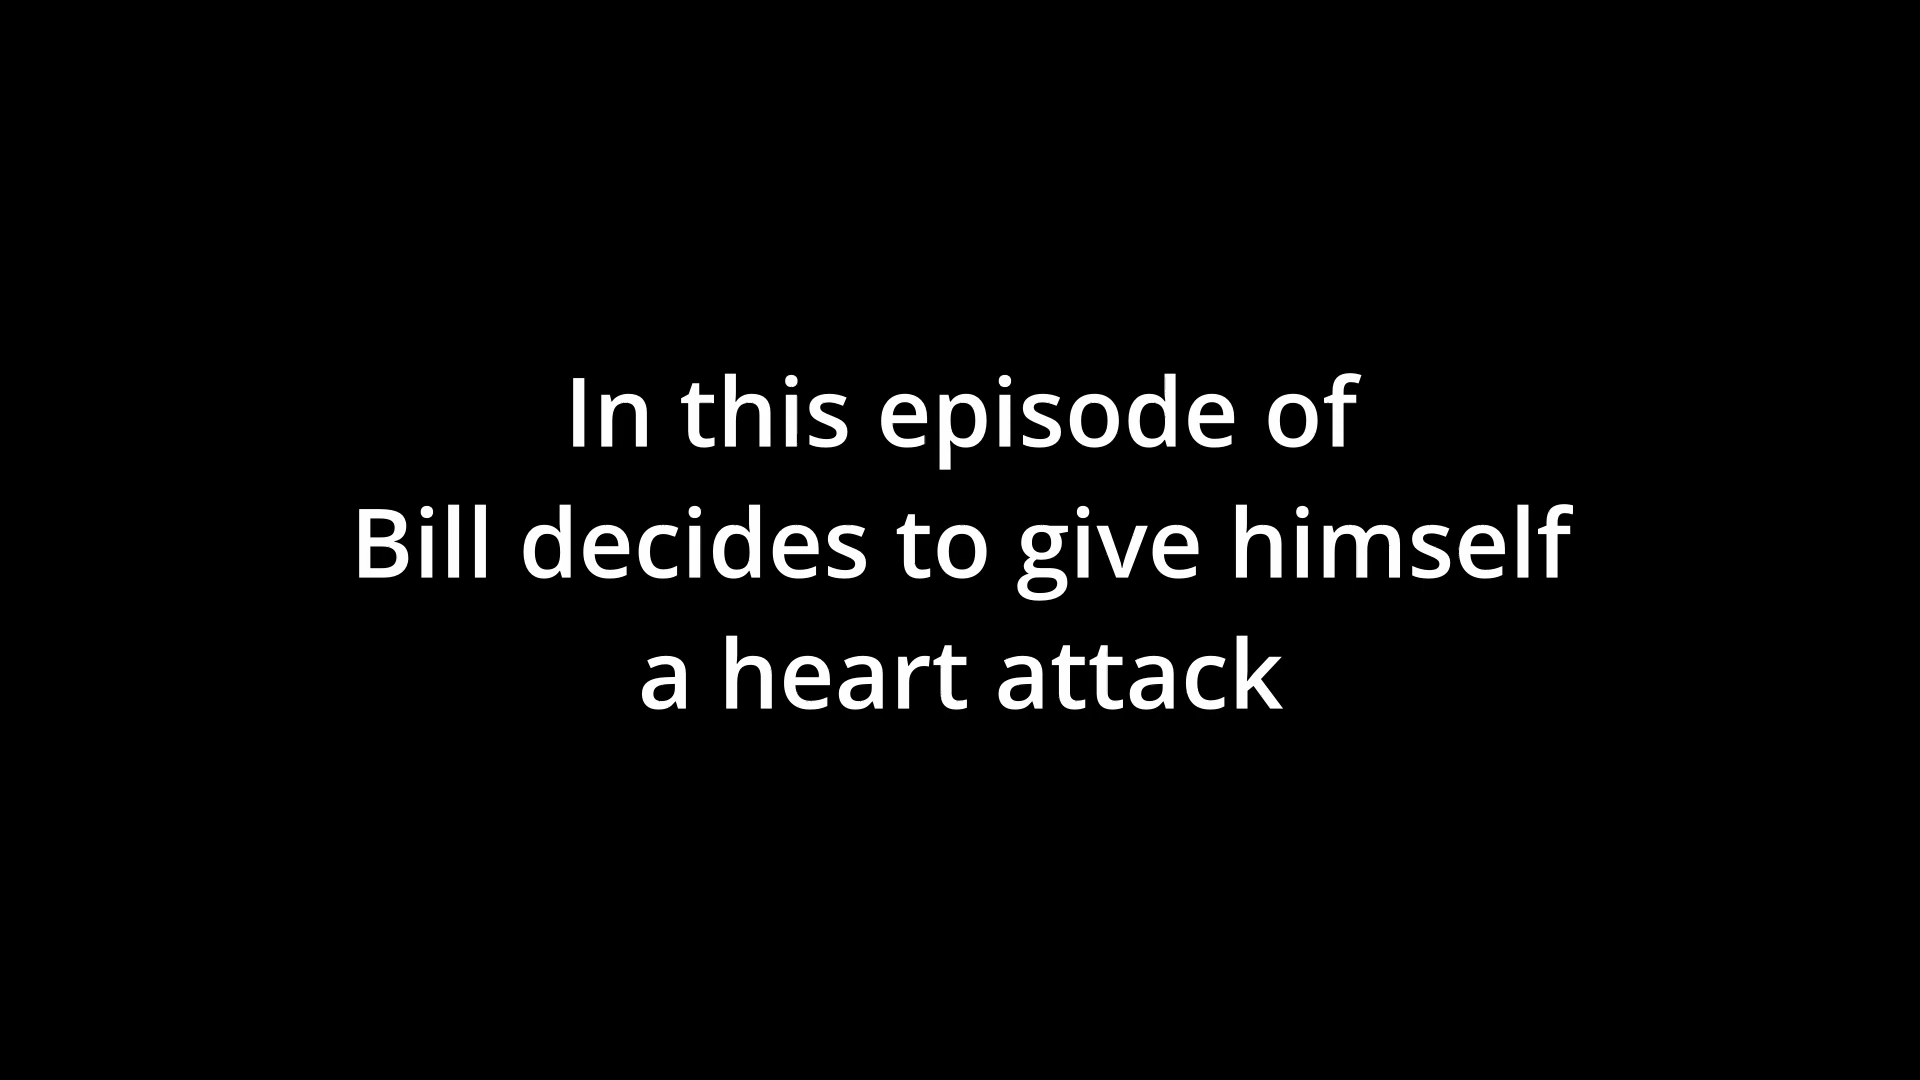 In this episode of
Bill decides to give himself
a heart attack